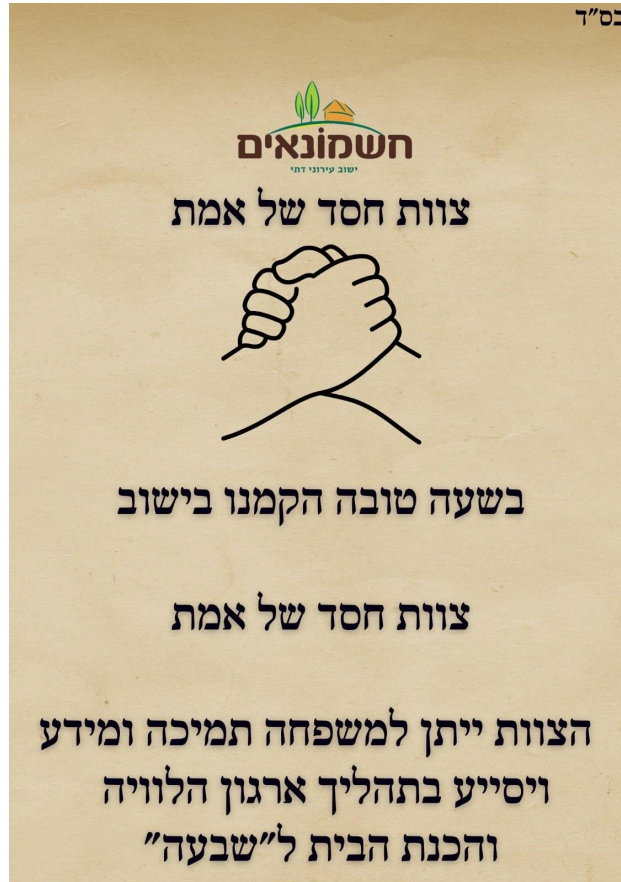 בס״ד
חשמונאים
ישוב עירוני דתי
צוות חסד של אמת
בשעה טובה הקמנו בישוב
צוות חסד של אמת
הצוות ייתן למשפחה תמיכה ומידע
ויסייע בתהליך ארגון הלוויה
והכנת הבית ל״שבעה״